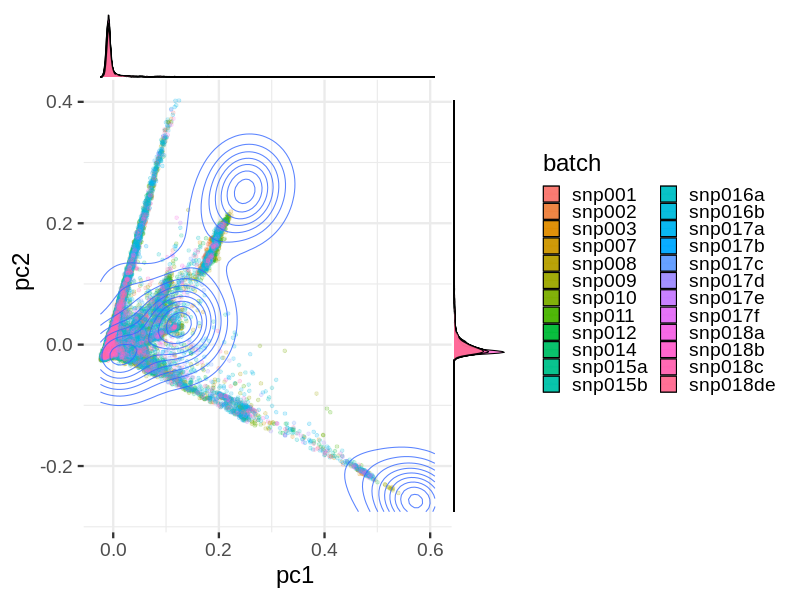 0.4
0.2
0.0
-0.2
pc2
0.0 0.2 0.4 0.6
pc1
batch
snp001 snp016a
snp002 snp016b
snp003 snp017a
snp007 snp017b
snp008 snp017c
snp009 snp017d
snp010 snp017e
snp011 snp017f
snp012 snp018a
snp014 snp018b
snp015a snp018c
snp015b snp018de